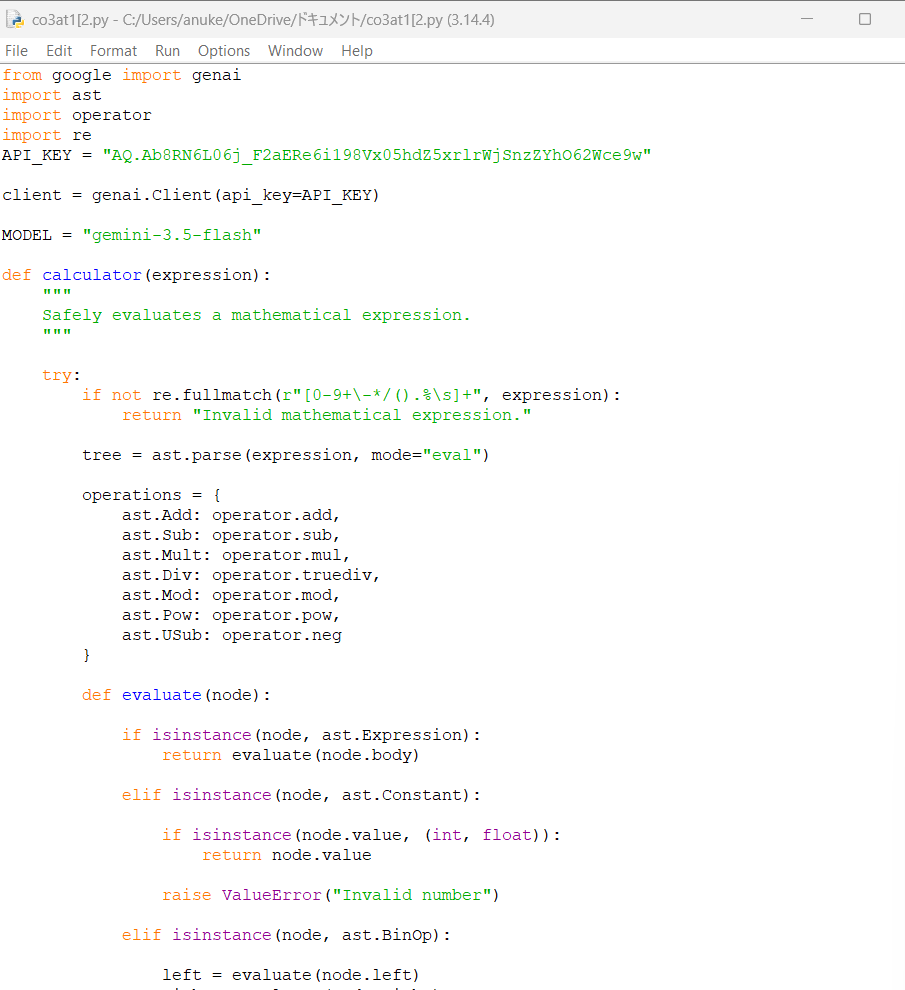 co3at1[2.py - C:/Users/anuke/OneDrive/ドキュメント/co3at1[2.py (3.14.4)
File Edit Format Run Options Window Help
from google import genai
import ast
import operator
import re
API_KEY = "AQ.Ab8RN6L06j_F2aERe6i198Vx05hdZ5xrlrWjSnzZYhO62Wce9w"

client = genai.Client(api_key=API_KEY)

MODEL = "gemini-3.5-flash"

def calculator(expression):
    """
    Safely evaluates a mathematical expression.
    """

    try:
        if not re.fullmatch(r"[0-9+\-*/().%\s]+", expression):
            return "Invalid mathematical expression."

        tree = ast.parse(expression, mode="eval")

        operations = {
            ast.Add: operator.add,
            ast.Sub: operator.sub,
            ast.Mult: operator.mul,
            ast.Div: operator.truediv,
            ast.Mod: operator.mod,
            ast.Pow: operator.pow,
            ast.USub: operator.neg
        }

        def evaluate(node):

            if isinstance(node, ast.Expression):
                return evaluate(node.body)

            elif isinstance(node, ast.Constant):

                if isinstance(node.value, (int, float)):
                    return node.value

                raise ValueError("Invalid number")

            elif isinstance(node, ast.BinOp):

                left = evaluate(node.left)